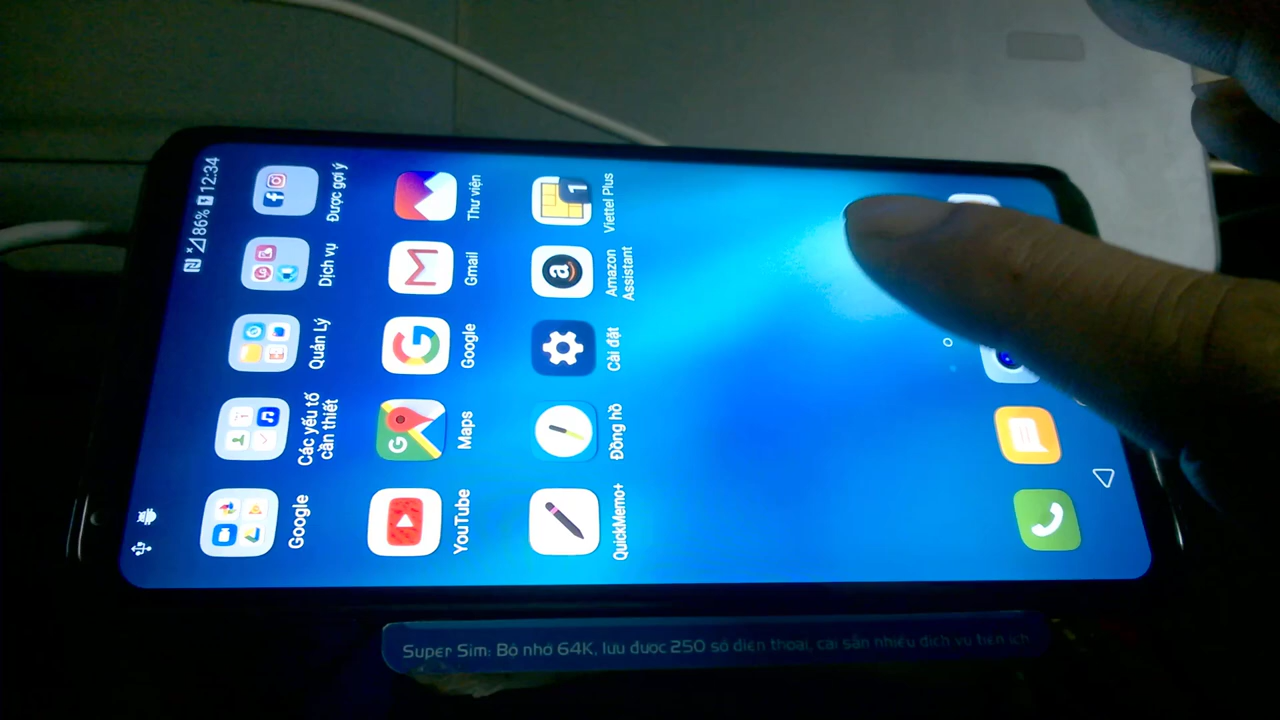 86% 12:34
Google
Các yếu tố
cần thiết
Quản Lý
Dịch vụ
Được gợi ý
YouTube
Maps
Google
Gmail
Thư viện
QuickMemo+
Đồng hồ
Cài đặt
Amazon
Assistant
1
Viettel Plus
Super Sim: Bộ nhớ 64K, lưu được 250 số điện thoại, cài sẵn nhiều dịch vụ tiện ích